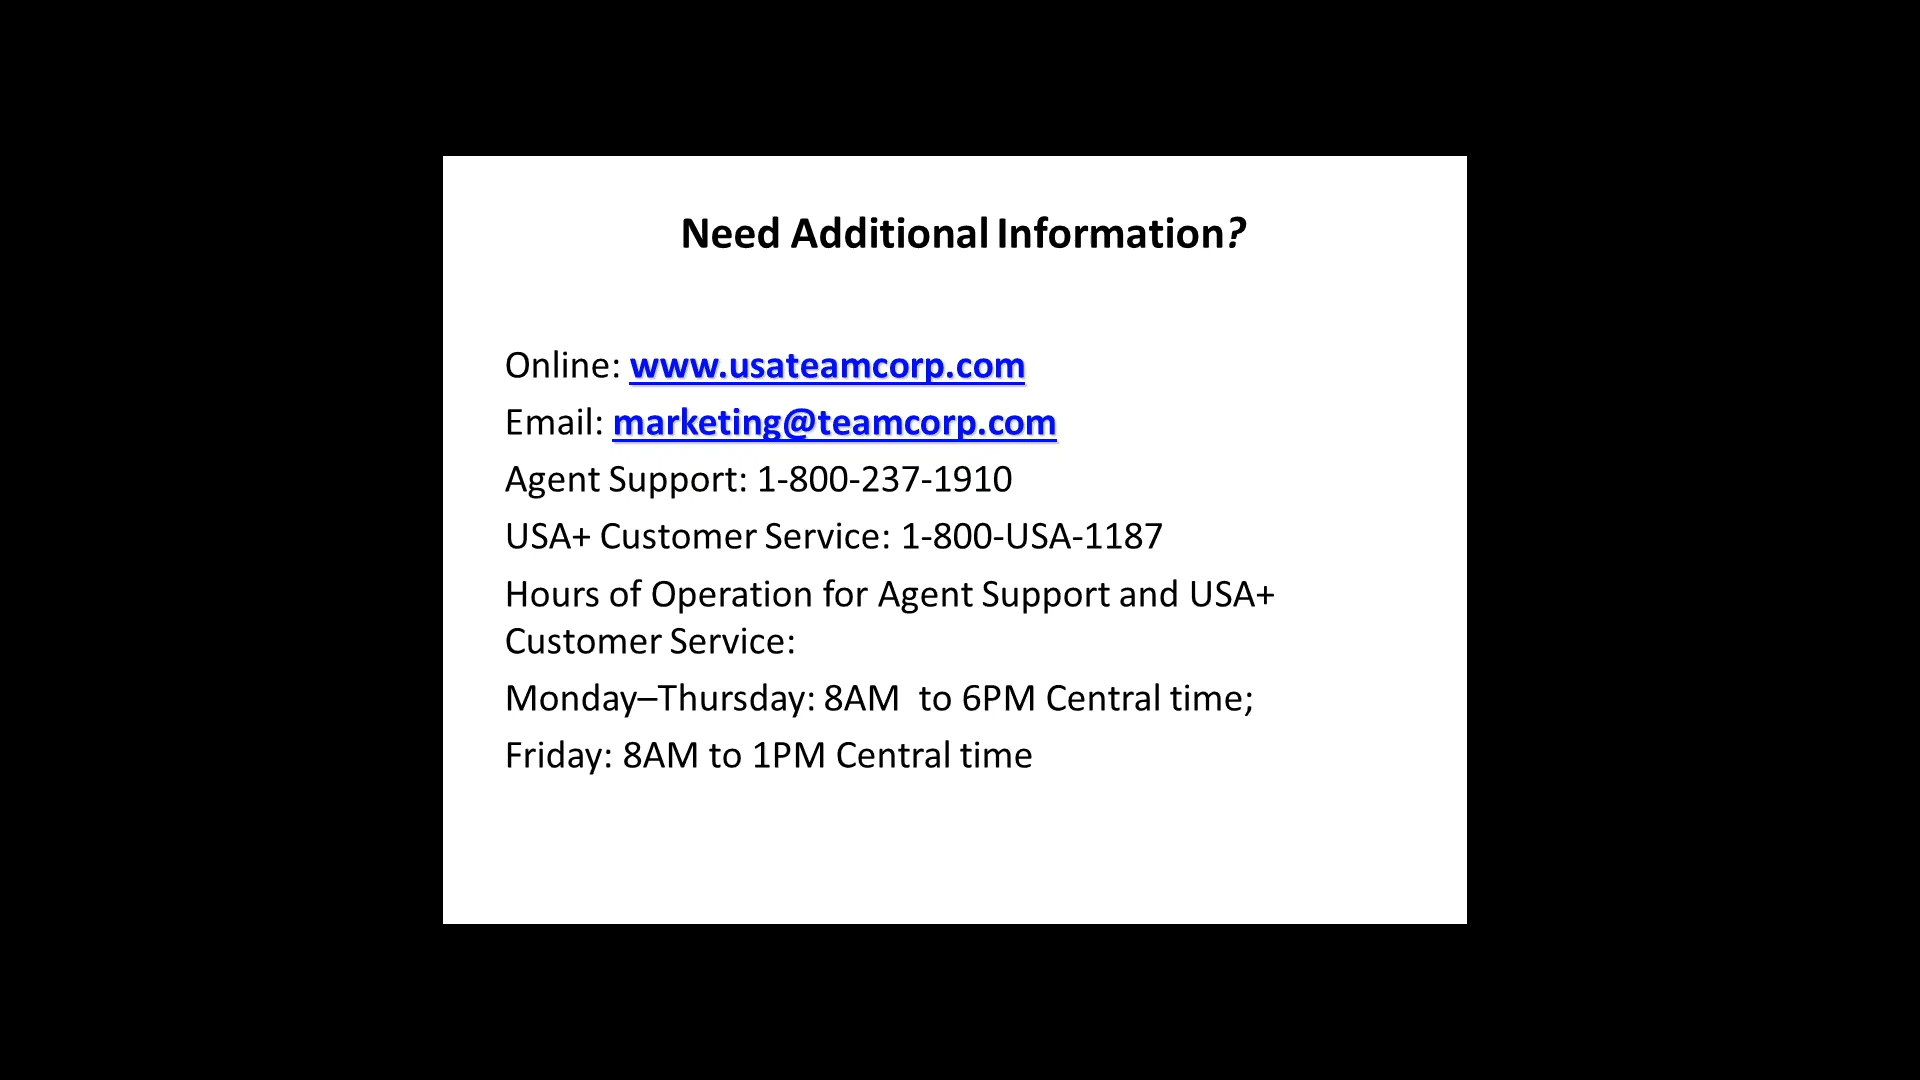 Need Additional Information?
Online: www.usateamcorp.com
Email: marketing@teamcorp.com
Agent Support: 1-800-237-1910
USA+ Customer Service: 1-800-USA-1187
Hours of Operation for Agent Support and USA+
Customer Service:
Monday–Thursday: 8AM  to 6PM Central time;
Friday: 8AM to 1PM Central time